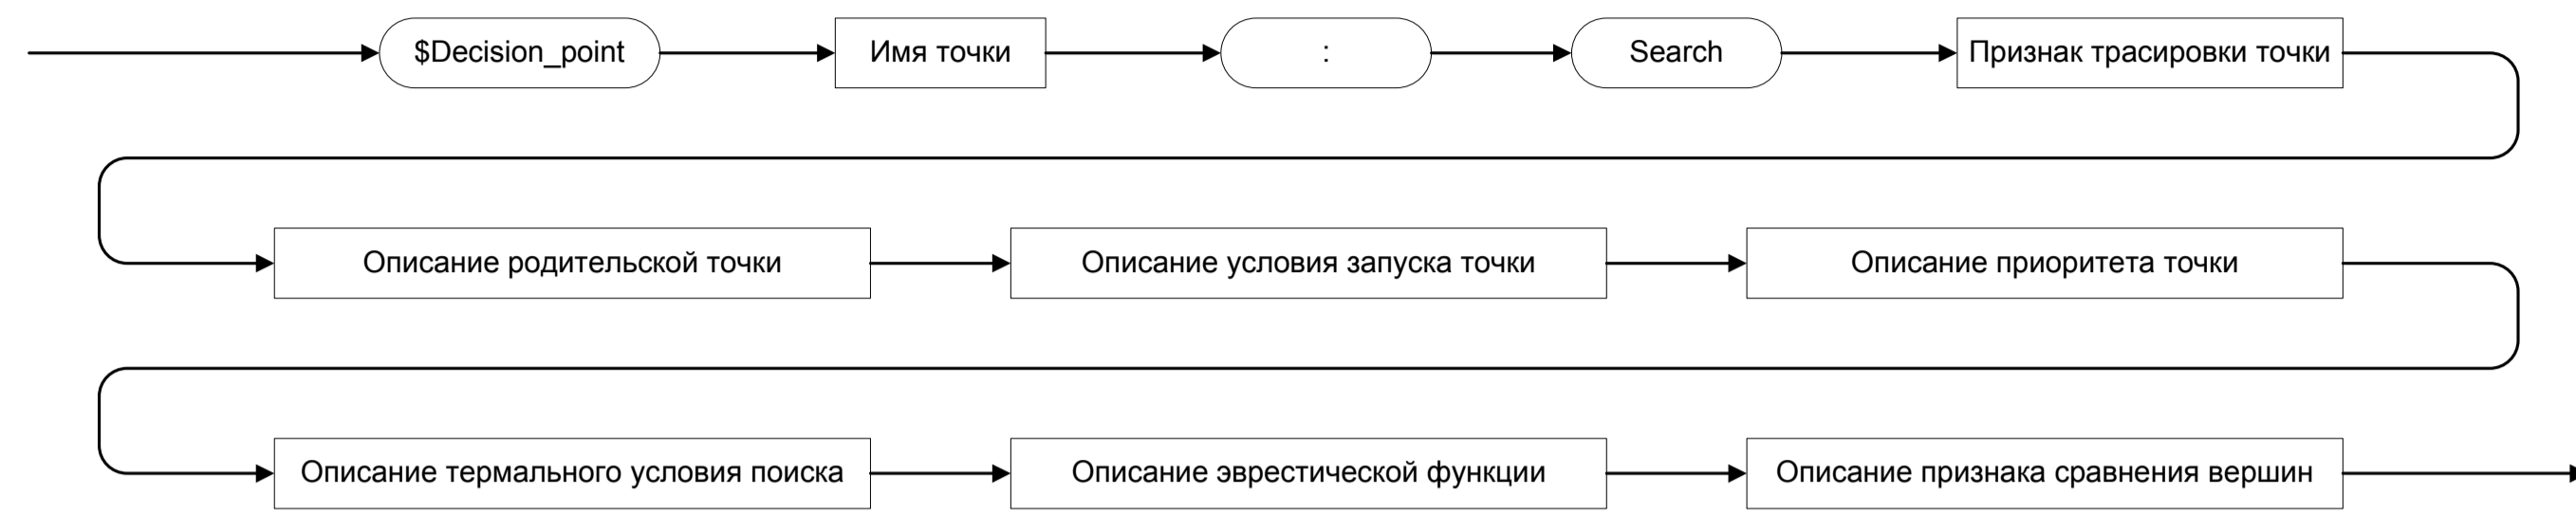 $Decision_point
Имя точки
:
Search
Признак трасировки точки
Описание родительской точки
Описание условия запуска точки
Описание приоритета точки
Описание термального условия поиска
Описание эврестической функции
Описание признака сравнения вершин